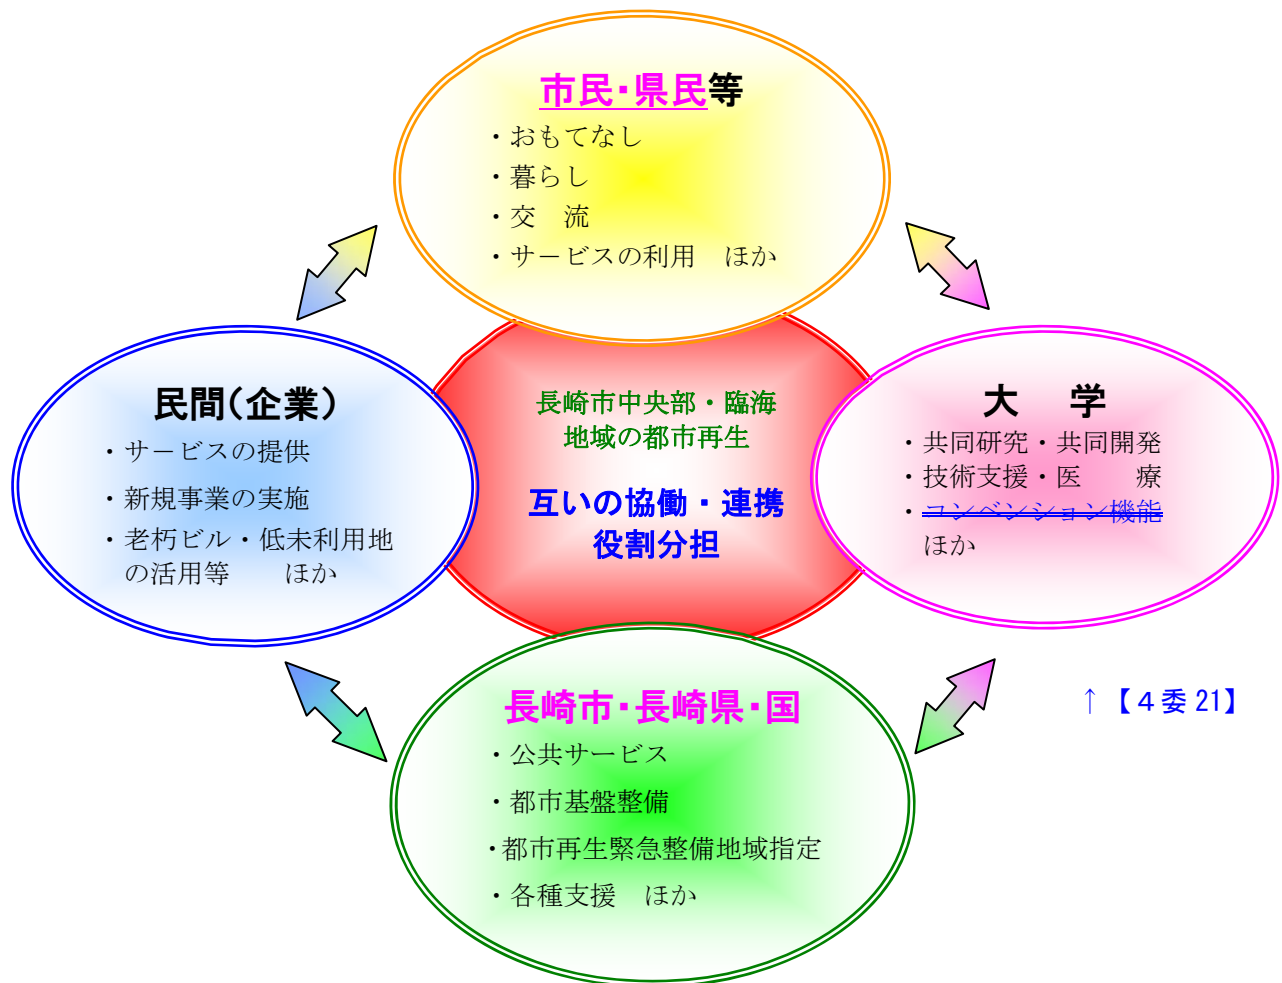 市民・県民等
・おもてなし
・暮らし
・交　流
・サービスの利用　ほか
民間（企業）
・サービスの提供
・新規事業の実施
・老朽ビル・低未利用地
の活用等　　ほか
長崎市中央部・臨海
地域の都市再生
互いの協働・連携
役割分担
大　学
・共同研究・共同開発
・技術支援・医　　療
・コンベンション機能
ほか
↑【４委21】
長崎市・長崎県・国
・公共サービス
・都市基盤整備
・都市再生緊急整備地域指定
・各種支援　ほか